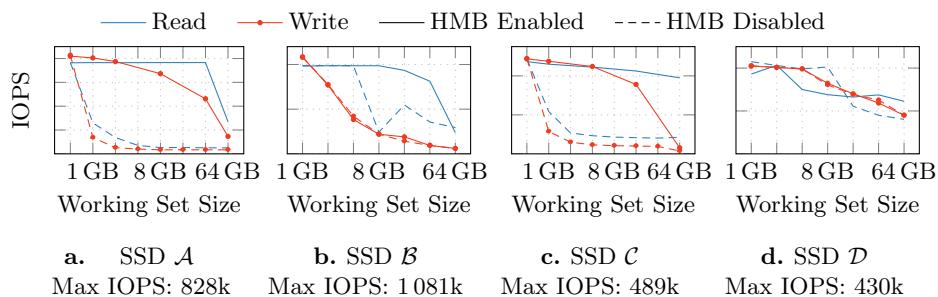 Read Write HMB Enabled HMB Disabled
IOPS
1 GB 8 GB 64 GB 1 GB 8 GB 64 GB 1 GB 8 GB 64 GB 1 GB 8 GB 64 GB
Working Set Size Working Set Size Working Set Size Working Set Size
a. SSD 𝒜 b. SSD ℬ c. SSD 𝒞 d. SSD 𝒟
Max IOPS: 828k Max IOPS: 1 081k Max IOPS: 489k Max IOPS: 430k